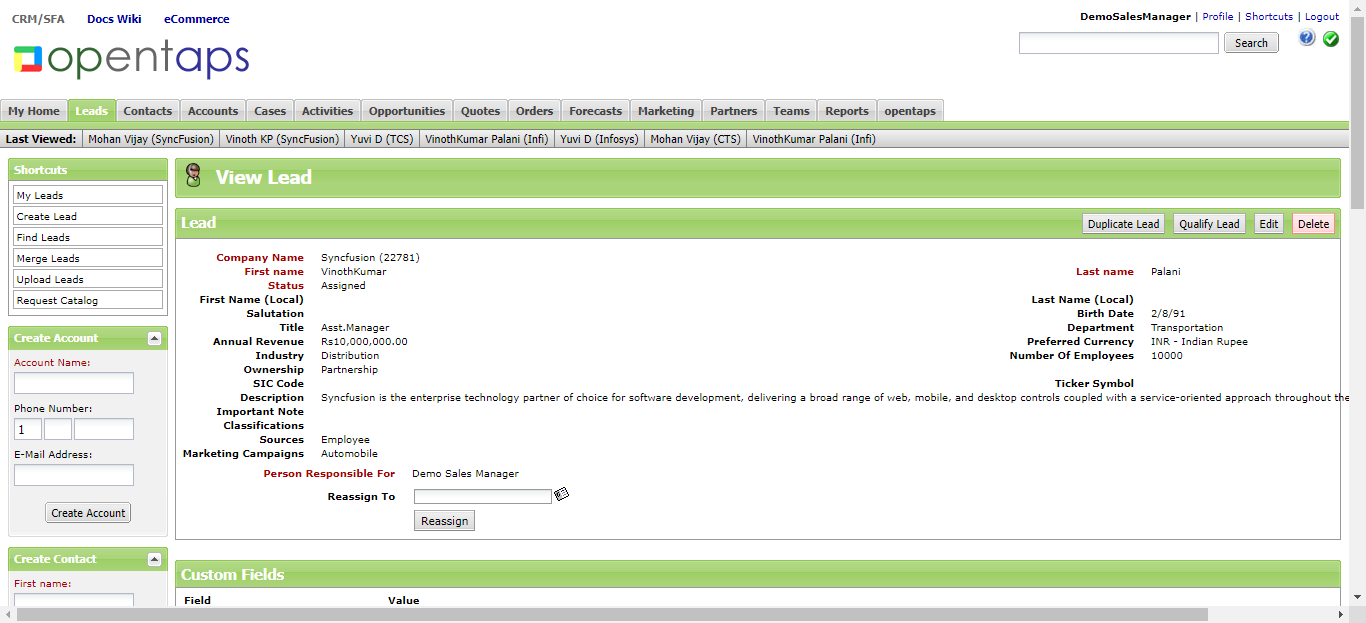 CRM/SFA Docs Wiki eCommerce
DemoSalesManager | Profile | Shortcuts | Logout
opentaps
Search
My Home Leads Contacts Accounts Cases Activities Opportunities Quotes Orders Forecasts Marketing Partners Teams Reports opentaps
Last Viewed: Mohan Vijay (SyncFusion) Vinoth KP (SyncFusion) Yuvi D (TCS) VinothKumar Palani (Infi) Yuvi D (Infosys) Mohan Vijay (CTS) VinothKumar Palani (Infi)
Shortcuts
My Leads
Create Lead
Find Leads
Merge Leads
Upload Leads
Request Catalog
Create Account
Account Name:
Phone Number:
1
E-Mail Address:
Create Account
Create Contact
First name:
View Lead
Lead
Duplicate Lead Qualify Lead Edit Delete
Company Name Syncfusion (22781)
First name VinothKumar Last name Palani
Status Assigned
First Name (Local) Last Name (Local)
Salutation Birth Date 2/8/91
Title Asst.Manager Department Transportation
Annual Revenue Rs10,000,000.00 Preferred Currency INR - Indian Rupee
Industry Distribution Number Of Employees 10000
Ownership Partnership
SIC Code Ticker Symbol
Description Syncfusion is the enterprise technology partner of choice for software development, delivering a broad range of web, mobile, and desktop controls coupled with a service-oriented approach throughout the
Important Note
Classifications
Sources Employee
Marketing Campaigns Automobile
Person Responsible For Demo Sales Manager
Reassign To
Reassign
Custom Fields
Field Value